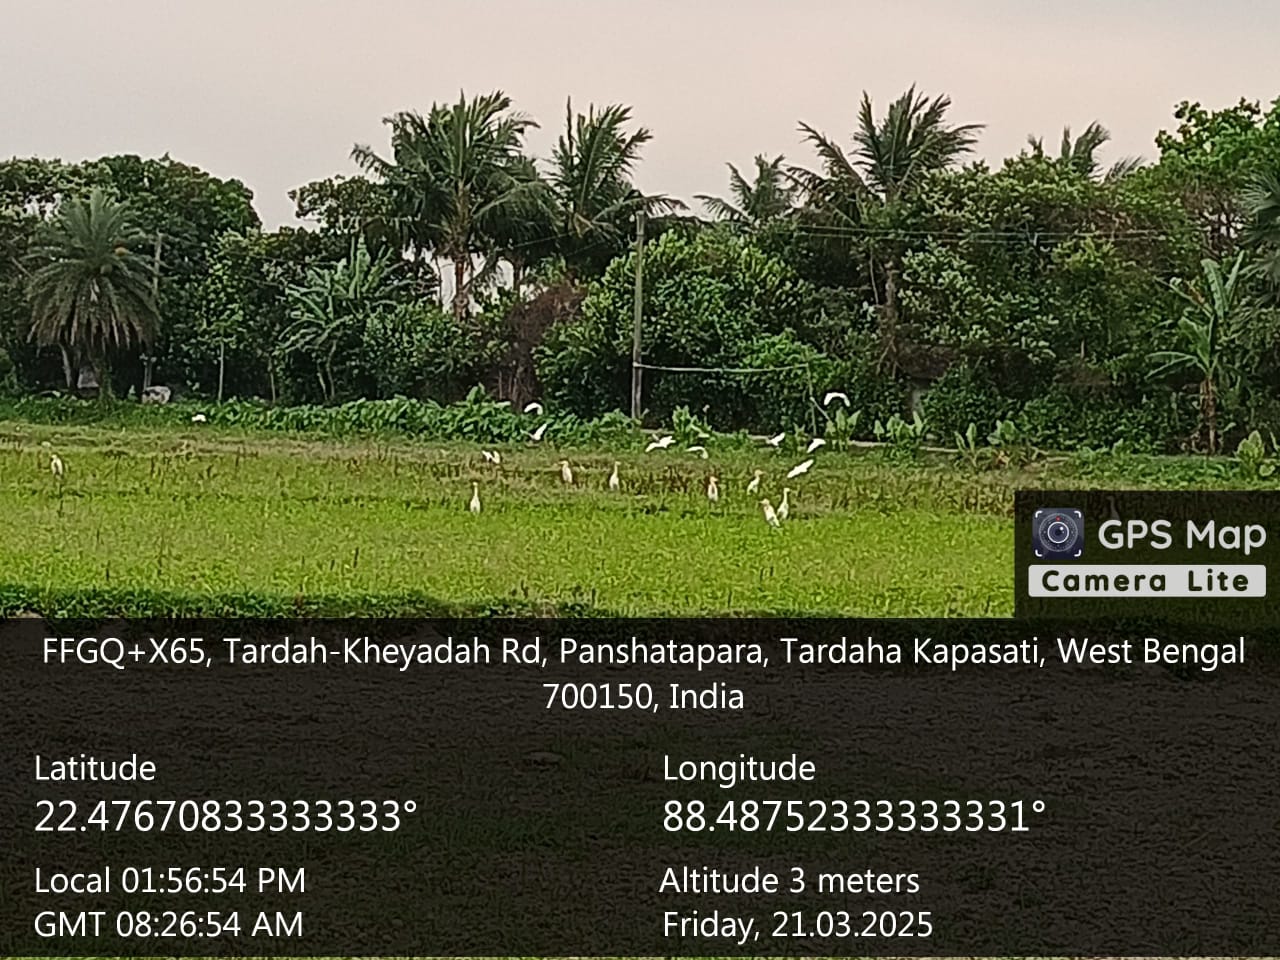 GPS Map
Camera Lite
FFGQ+X65, Tardah-Kheyadah Rd, Panshatapara, Tardaha Kapasati, West Bengal
700150, India
Latitude
22.47670833333333°
Longitude
88.48752333333331°
Local 01:56:54 PM
GMT 08:26:54 AM
Altitude 3 meters
Friday, 21.03.2025